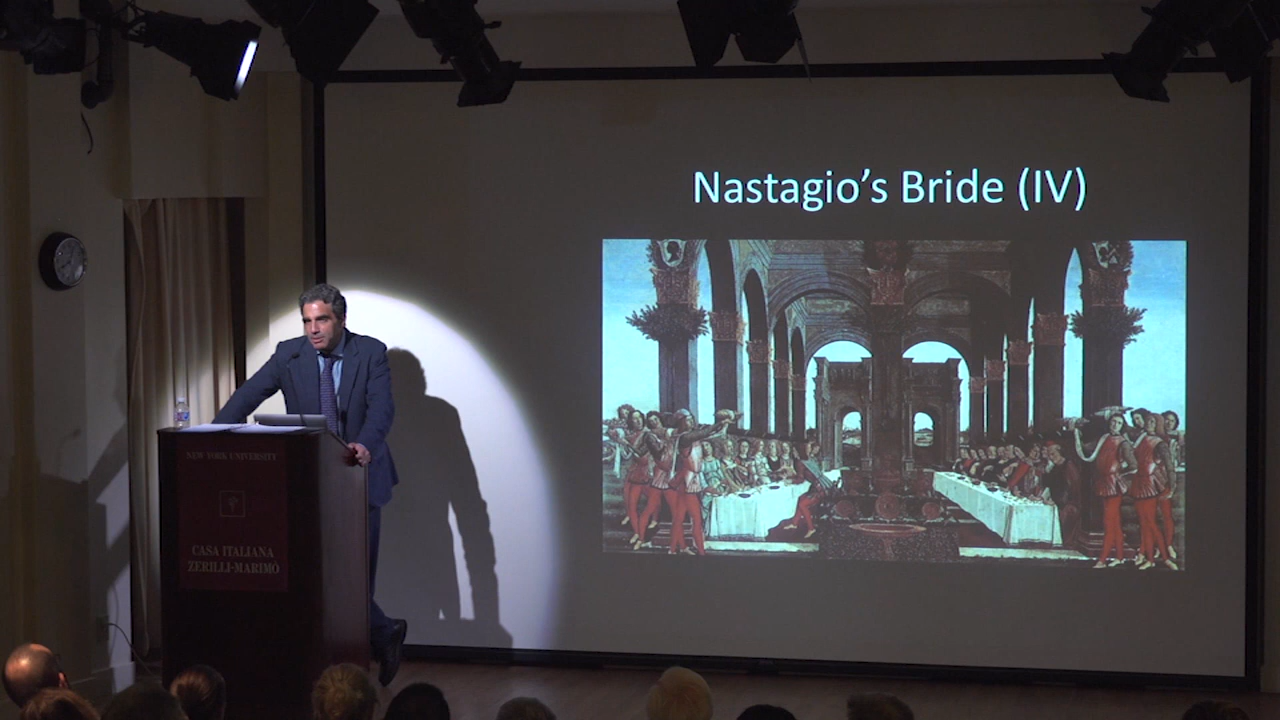 Nastagio’s Bride (IV)
NEW YORK UNIVERSITY
CASA ITALIANA
ZERILLI-MARIMÒ